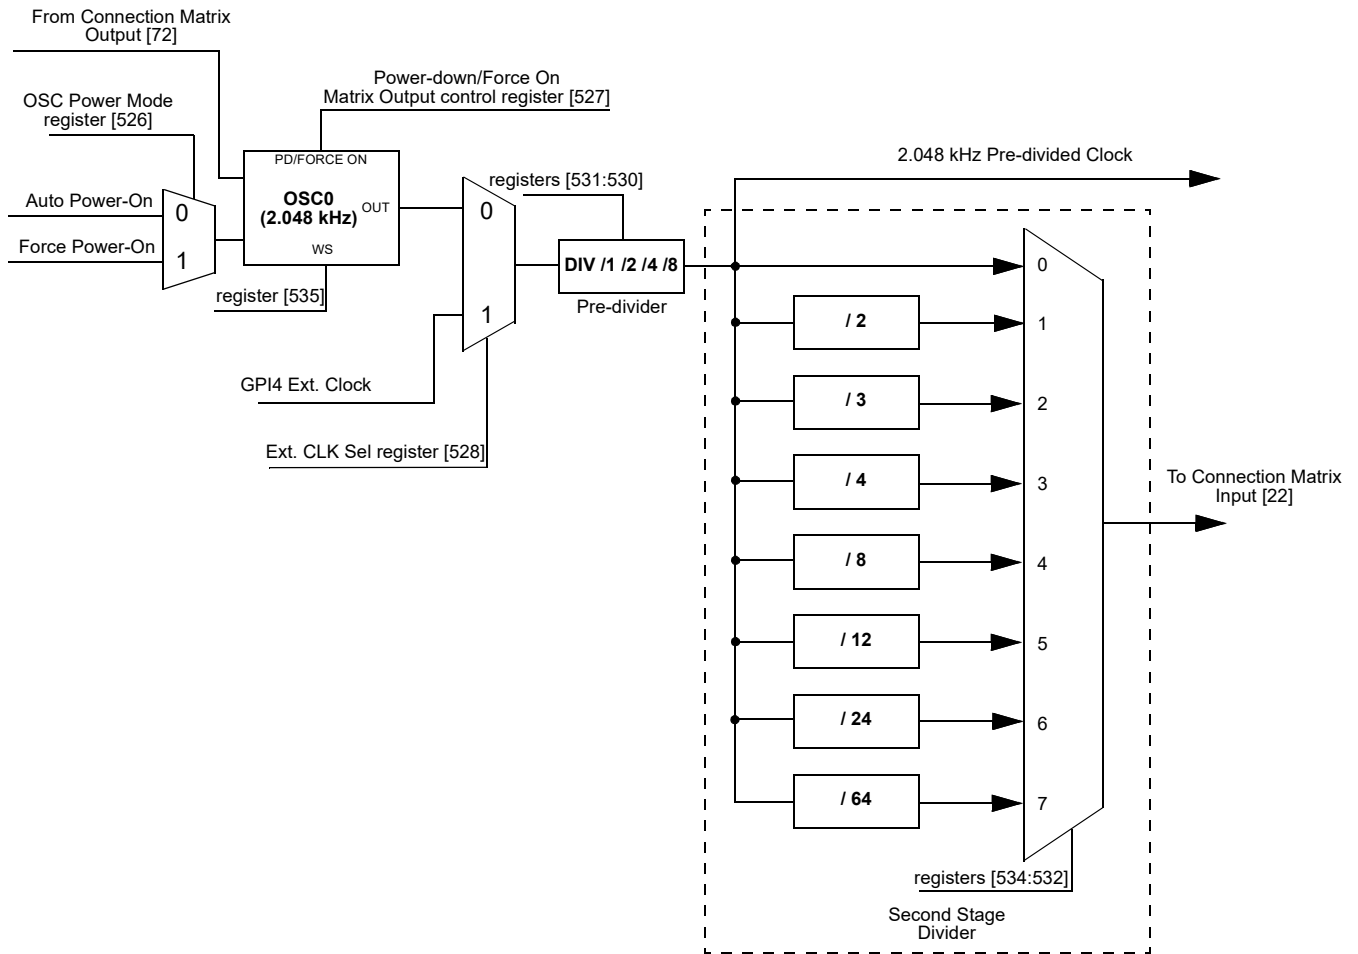 From Connection Matrix
Output [72]
Power-down/Force On
Matrix Output control register [527]
OSC Power Mode
register [526]
PD/FORCE ON
OSC0
(2.048 kHz)
OUT
WS
Auto Power-On
Force Power-On
0
1
register [535]
0
1
registers [531:530]
DIV /1 /2 /4 /8
Pre-divider
GPI4 Ext. Clock
Ext. CLK Sel register [528]
2.048 kHz Pre-divided Clock
0
/ 2
1
/ 3
2
/ 4
3
/ 8
4
/ 12
5
/ 24
6
/ 64
7
To Connection Matrix
Input [22]
registers [534:532]
Second Stage
Divider